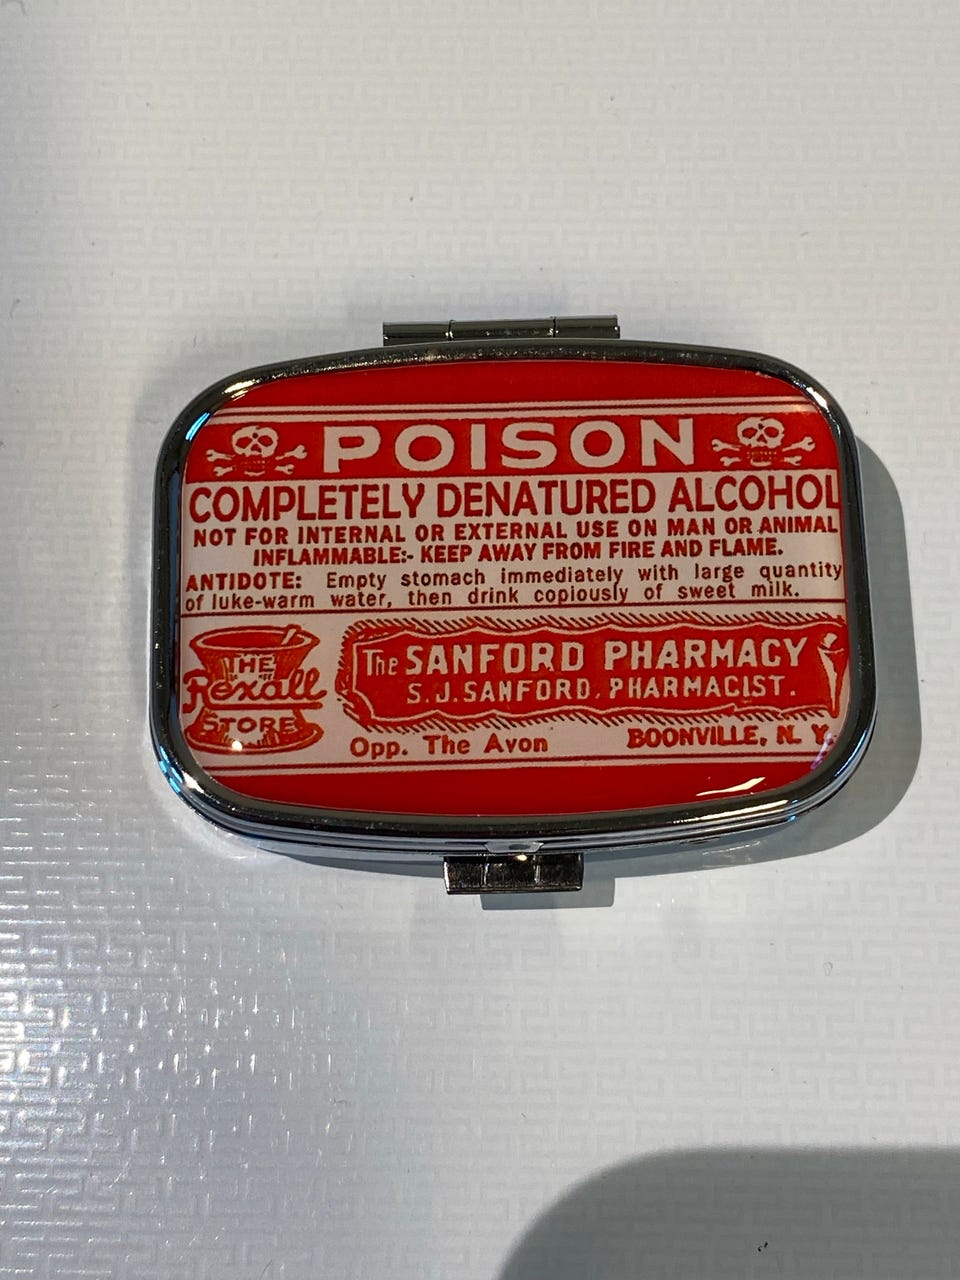 POISON
COMPLETELY DENATURED ALCOHOL
NOT FOR INTERNAL OR EXTERNAL USE ON MAN OR ANIMAL
INFLAMMABLE:- KEEP AWAY FROM FIRE AND FLAME.
ANTIDOTE: Empty stomach immediately with large quantity
of luke-warm water, then drink copiously of sweet milk.
THE
Rexall
STORE
The SANFORD PHARMACY
S. J. SANFORD, PHARMACIST.
Opp. The Avon BOONVILLE, N. Y.